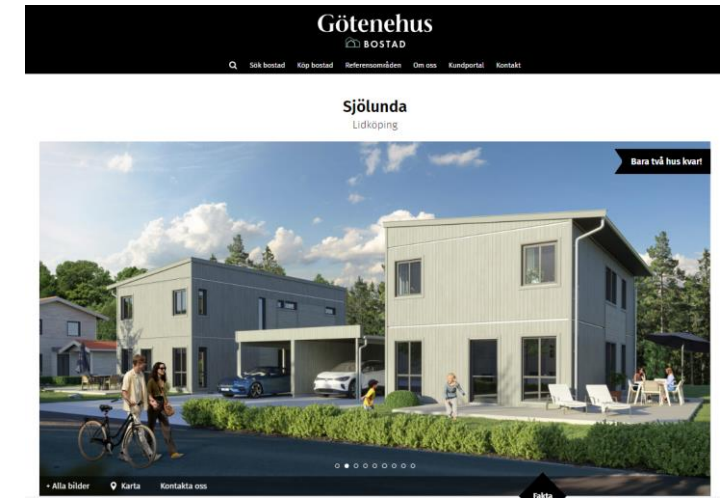 Götenehus
BOSTAD
Sök bostad Köp bostad Referensområden Om oss Kundportal Kontakt
Sjölunda
Lidköping
Bara två hus kvar!
+ Alla bilder Karta Kontakta oss
Fakta